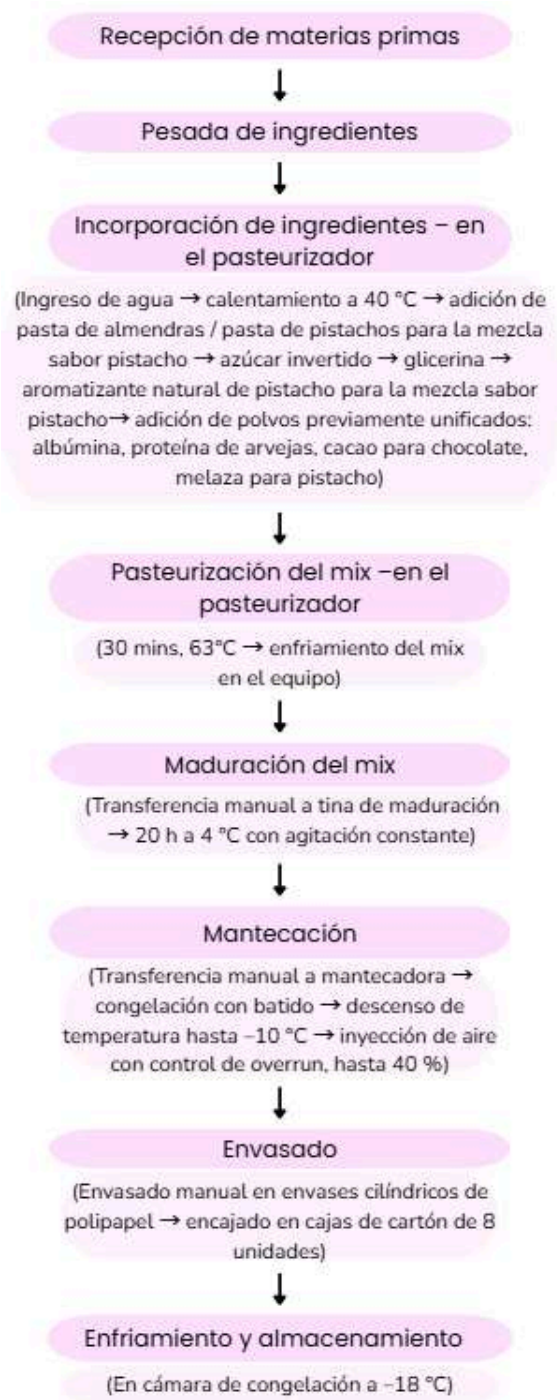 Recepción de materias primas
↓
Pesada de ingredientes
↓
Incorporación de ingredientes – en
el pasteurizador
(Ingreso de agua → calentamiento a 40 °C → adición de
pasta de almendras / pasta de pistachos para la mezcla
sabor pistacho → azúcar invertido → glicerina →
aromatizante natural de pistacho para la mezcla sabor
pistacho→ adición de polvos previamente unificados:
albúmina, proteína de arvejas, cacao para chocolate,
melaza para pistacho)
↓
Pasteurización del mix –en el
pasteurizador
(30 mins, 63°C → enfriamiento del mix
en el equipo)
↓
Maduración del mix
(Transferencia manual a tina de maduración
→ 20 h a 4 °C con agitación constante)
↓
Mantecación
(Transferencia manual a mantecadora →
congelación con batido → descenso de
temperatura hasta –10 °C → inyección de aire
con control de overrun, hasta 40 %)
↓
Envasado
(Envasado manual en envases cilíndricos de
polipapel → encajado en cajas de cartón de 8
unidades)
↓
Enfriamiento y almacenamiento
(En cámara de congelación a –18 °C)